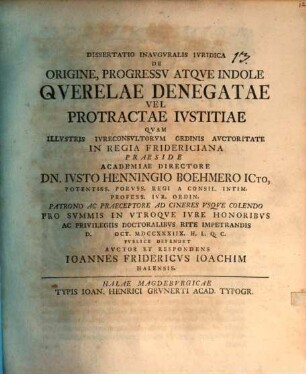 DISSERTATIO INAVGVRALIS IVRIDICA
DE
ORIGINE, PROGRESSV ATQVE INDOLE
QVERELAE DENEGATAE
VEL
PROTRACTAE IVSTITIAE
QVAM
ILLVSTRIS IVRECONSVLTORVM ORDINIS AVCTORITATE
IN REGIA FRIDERICIANA
PRAESIDE
ACADEMIAE DIRECTORE
DN. IVSTO HENNINGIO BOEHMERO ICTO,
POTENTISS. PORVSS. REGI A CONSIL. INTIM.
PROFESS. IVR. ORDIN.
PATRONO AC PRAECEPTORE AD CINERES VSQVE COLENDO
PRO SVMMIS IN VTROQVE IVRE HONORIBVS
AC PRIVILEGIIS DOCTORALIBVS RITE IMPETRANDIS
D. OCT. H. L. Q. C.
PVBLICE DEFENDET
AVCTOR ET RESPONDENS
IOANNES FRIDERICVS IOACHIM
HALENSIS.
HALAE MAGDEBVRGICAE
TYPIS IOAN. HENRICI GRVNERTI ACAD. TYPOGR.